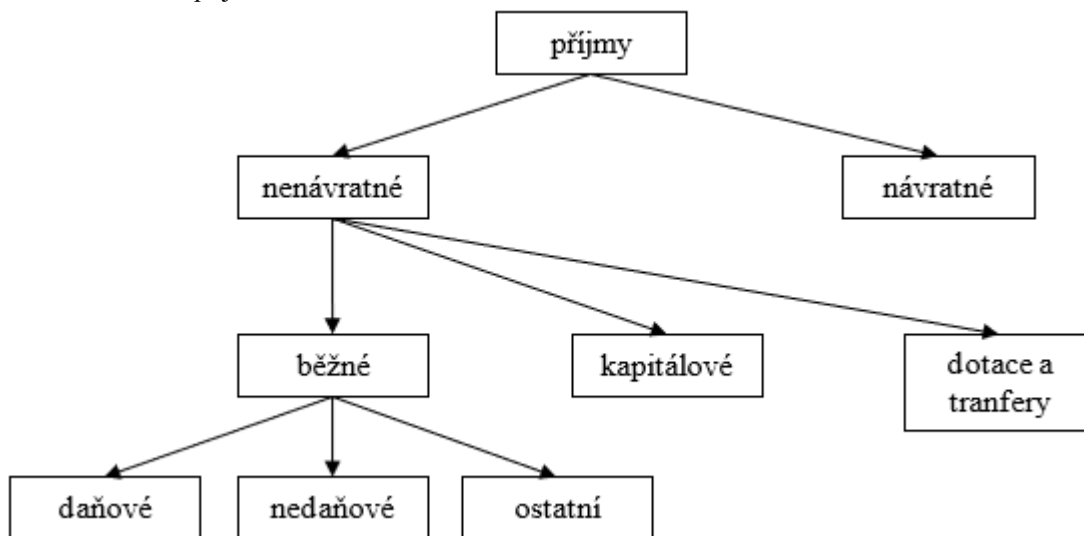 příjmy
nenávratné
návratné
běžné
kapitálové
dotace a
tranfery
daňové
nedaňové
ostatní